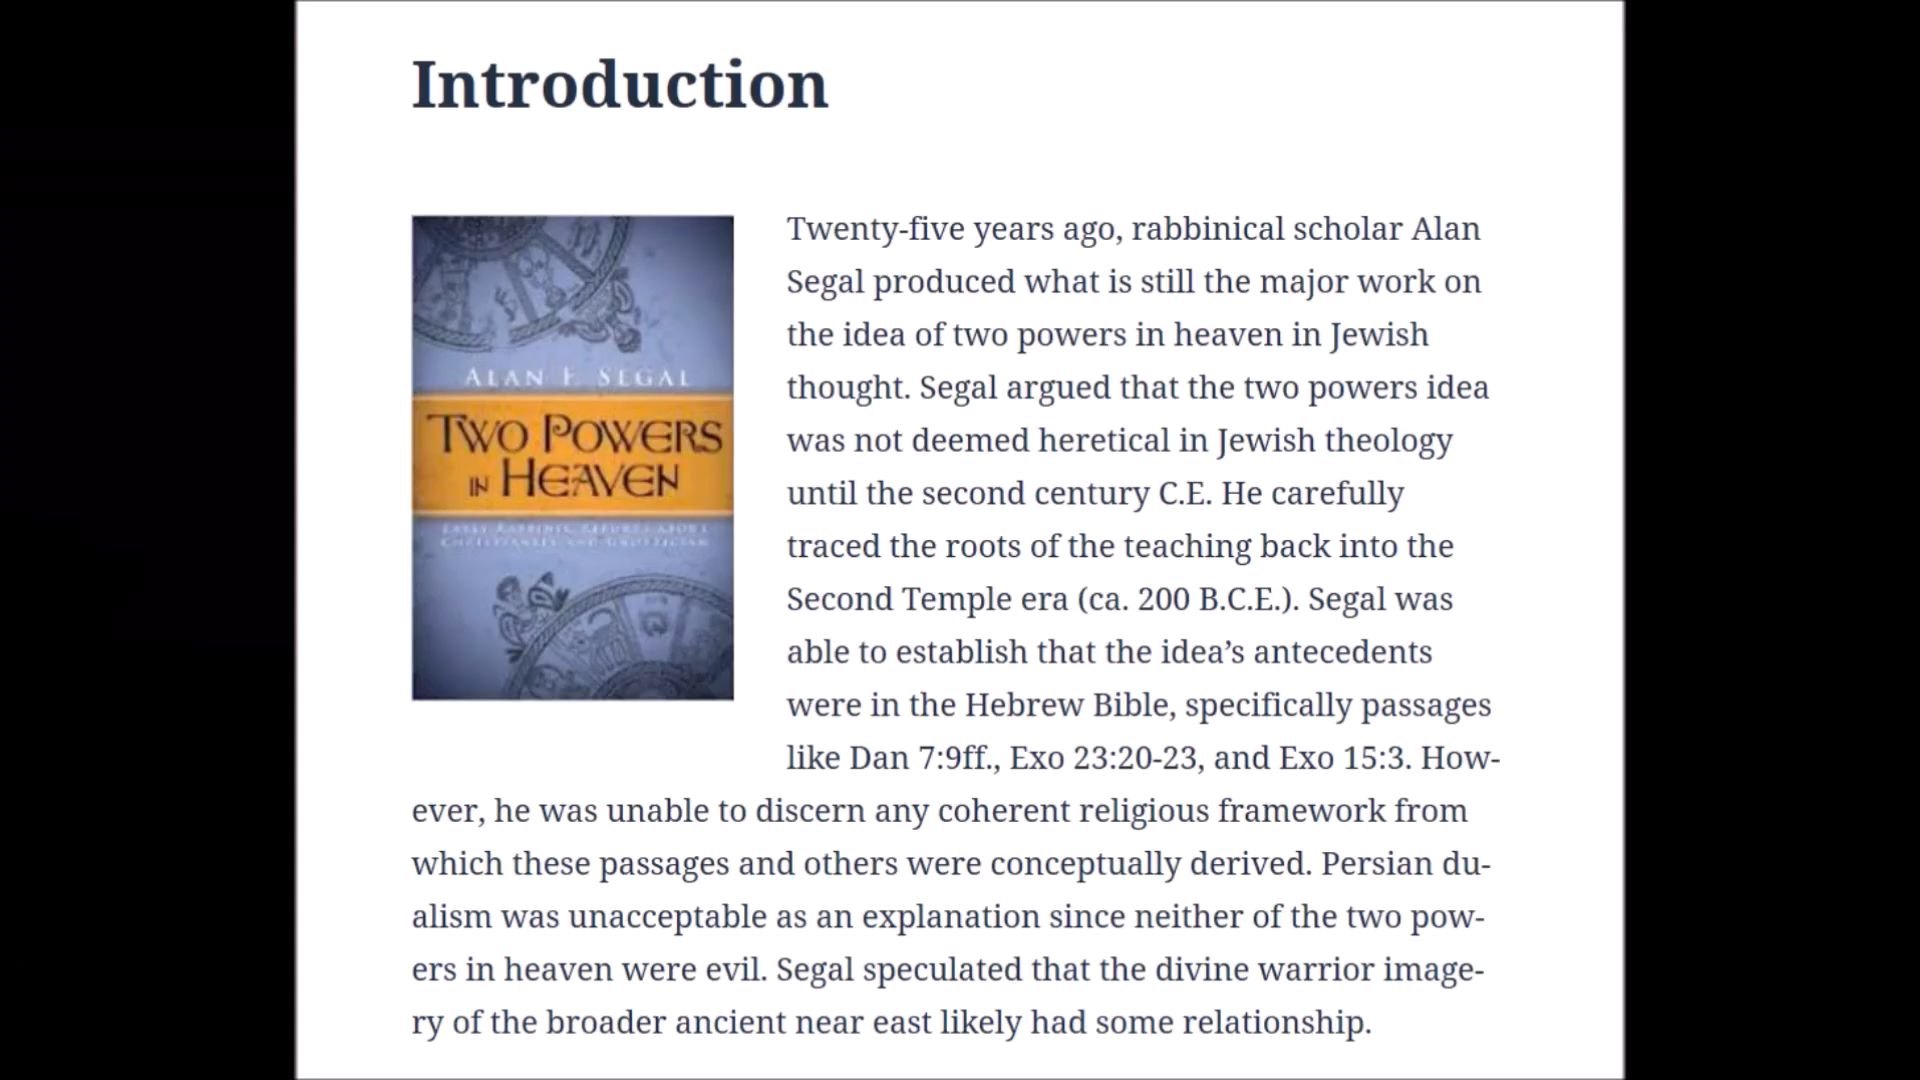 Introduction
ALAN F. SEGAL
TWO POWERS
IN HEAVEN
EARLY RABBINIC REPORTS ABOUT
CHRISTIANITY AND GNOSTICISM
Twenty-five years ago, rabbinical scholar Alan
Segal produced what is still the major work on
the idea of two powers in heaven in Jewish
thought. Segal argued that the two powers idea
was not deemed heretical in Jewish theology
until the second century C.E. He carefully
traced the roots of the teaching back into the
Second Temple era (ca. 200 B.C.E.). Segal was
able to establish that the idea’s antecedents
were in the Hebrew Bible, specifically passages
like Dan 7:9ff., Exo 23:20-23, and Exo 15:3. How-
ever, he was unable to discern any coherent religious framework from
which these passages and others were conceptually derived. Persian du-
alism was unacceptable as an explanation since neither of the two pow-
ers in heaven were evil. Segal speculated that the divine warrior image-
ry of the broader ancient near east likely had some relationship.